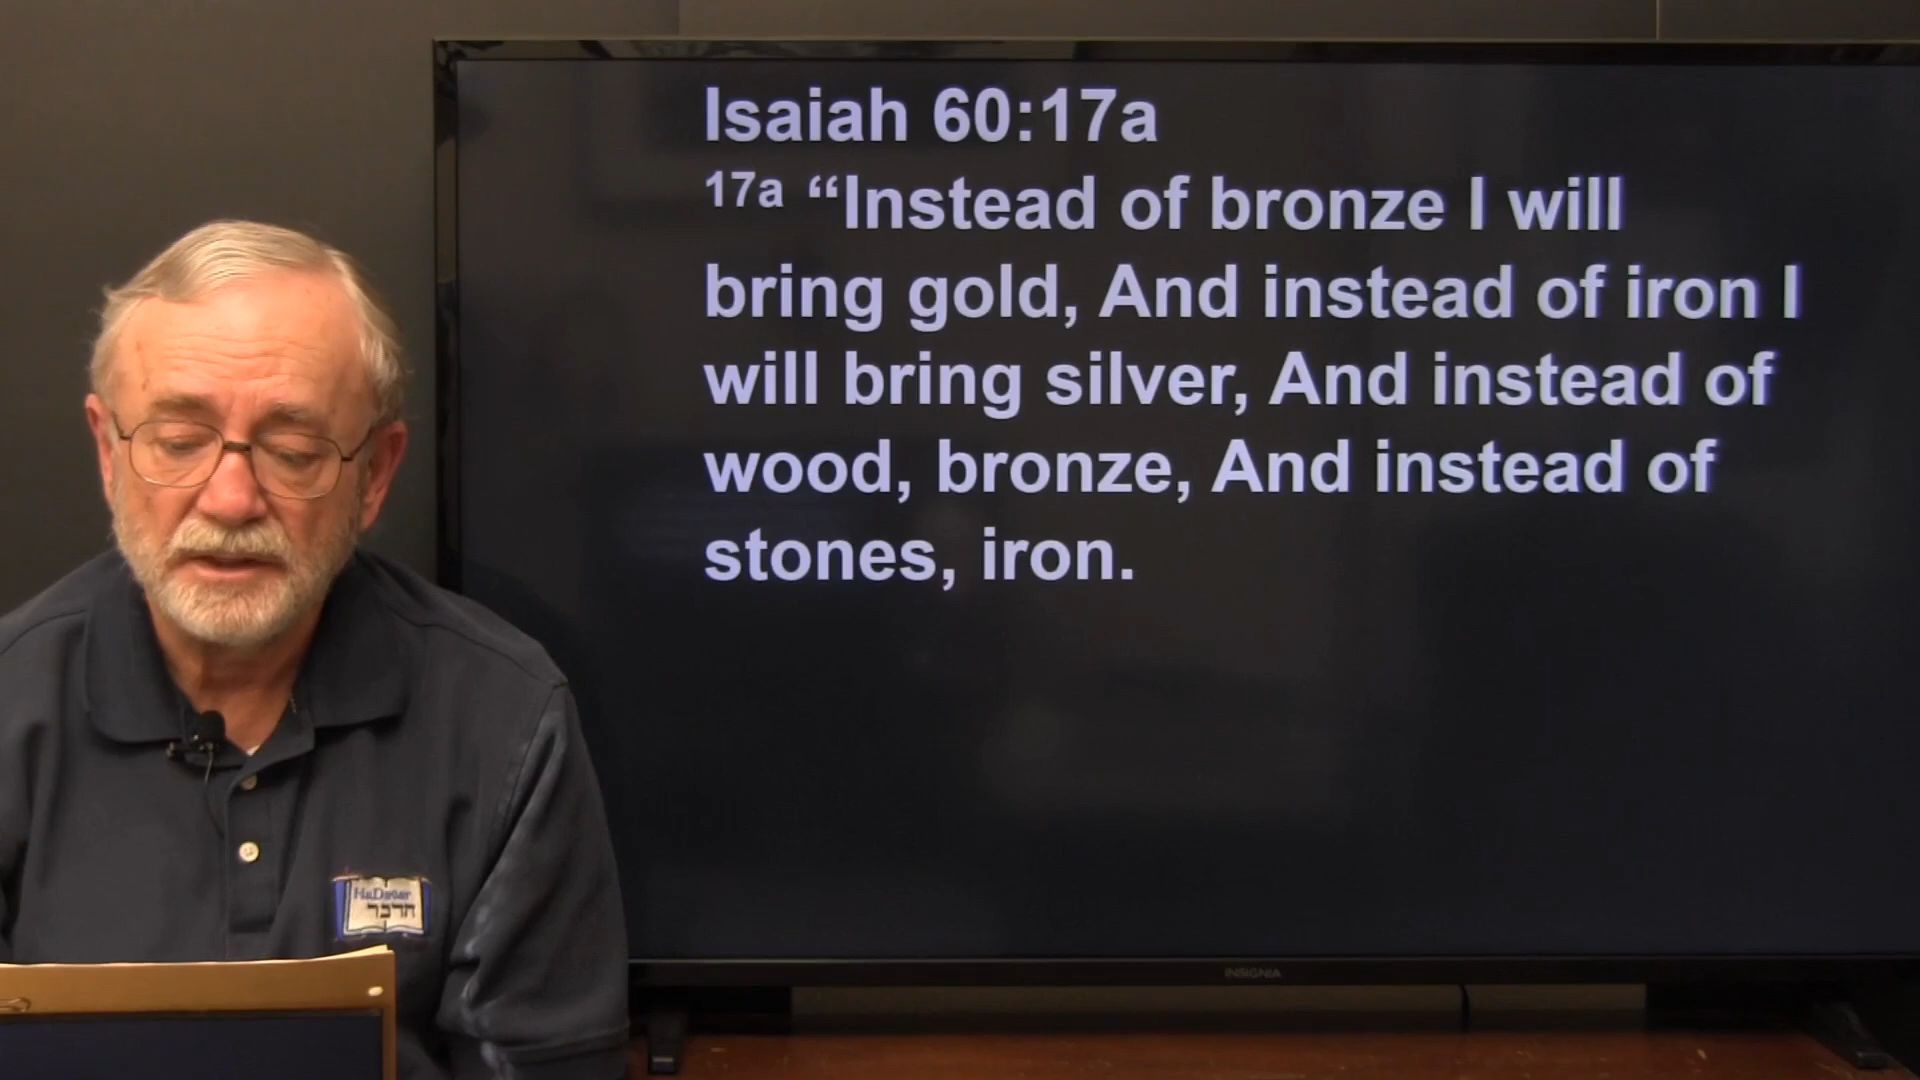 Isaiah 60:17a
17a “Instead of bronze I will
bring gold, And instead of iron I
will bring silver, And instead of
wood, bronze, And instead of
stones, iron.
HaDavar
הדבר
INSIGNIA